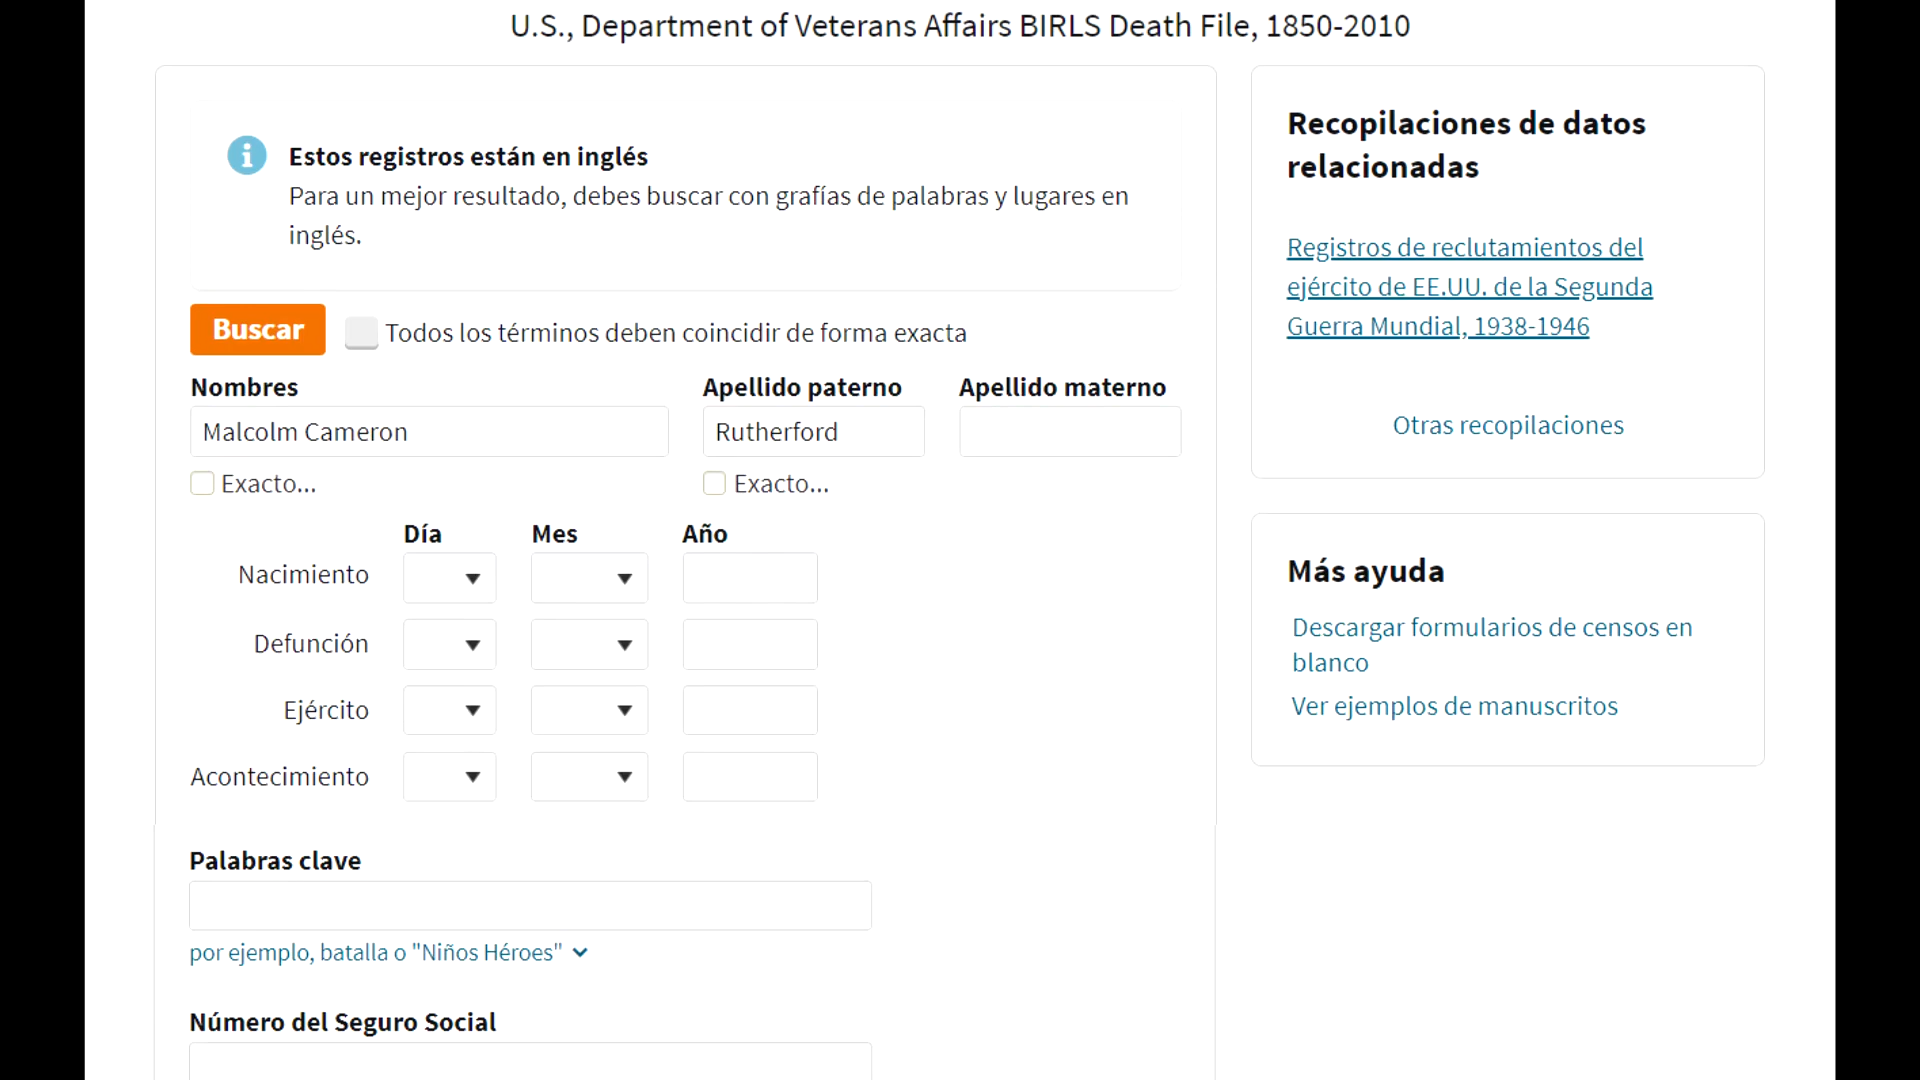 U.S., Department of Veterans Affairs BIRLS Death File, 1850-2010
Estos registros están en inglés
Para un mejor resultado, debes buscar con grafías de palabras y lugares en
inglés.
Buscar
Todos los términos deben coincidir de forma exacta
Nombres
Apellido paterno
Apellido materno
Malcolm Cameron
Rutherford
Exacto...
Exacto...
Día
Mes
Año
Nacimiento
Defunción
Ejército
Acontecimiento
Palabras clave
por ejemplo, batalla o "Niños Héroes"
Número del Seguro Social
Recopilaciones de datos
relacionadas
Registros de reclutamientos del
ejército de EE.UU. de la Segunda
Guerra Mundial, 1938-1946
Otras recopilaciones
Más ayuda
Descargar formularios de censos en
blanco
Ver ejemplos de manuscritos